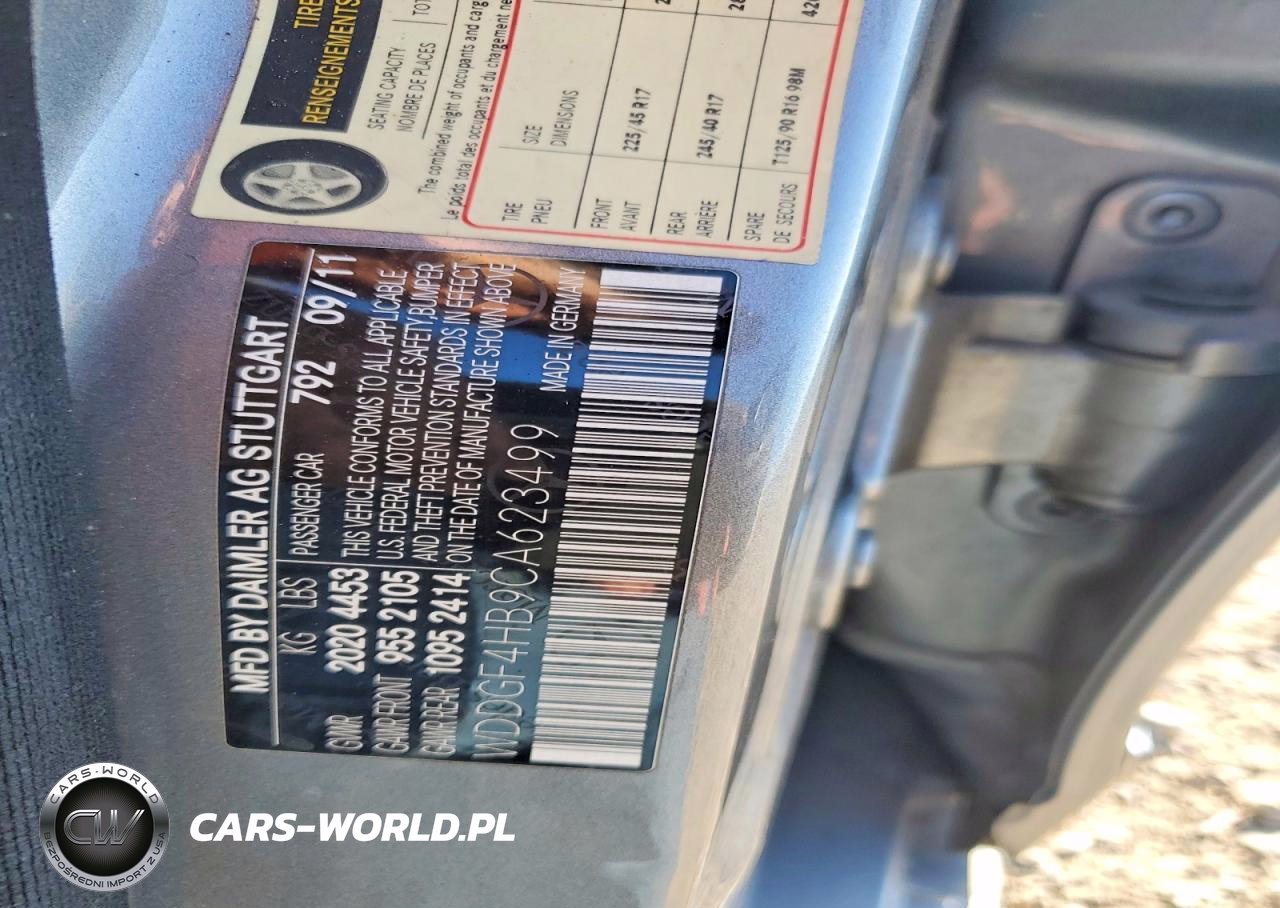 MFD BY DAIMLER AG STUTTGART
KG LBS PASSENGER CAR 792 09/11
GVWR 2020 4453 THIS VEHICLE CONFORMS TO ALL APPLICABLE
GAWR FRONT 955 2105 U.S. FEDERAL MOTOR VEHICLE SAFETY, BUMPER
GAWR REAR 1095 2414 AND THEFT PREVENTION STANDARDS IN EFFECT
ON THE DATE OF MANUFACTURE SHOWN ABOVE
WDDGF4HB9CA623499 MADE IN GERMANY
TIRE
RENSEIGNEMENTS
SEATING CAPACITY
NOMBRE DE PLACES
The combined weight of occupants and
Le poids total des occupants et du chargement
TIRE SIZE
PNEU DIMENSIONS
FRONT
AVANT 225/45 R17
REAR
ARRIÈRE 245/40 R17
SPARE
DE SECOURS T125/90 R16 98M
CARS-WORLD
CW
BEZPOŚREDNI IMPORT Z USA
CARS-WORLD.PL